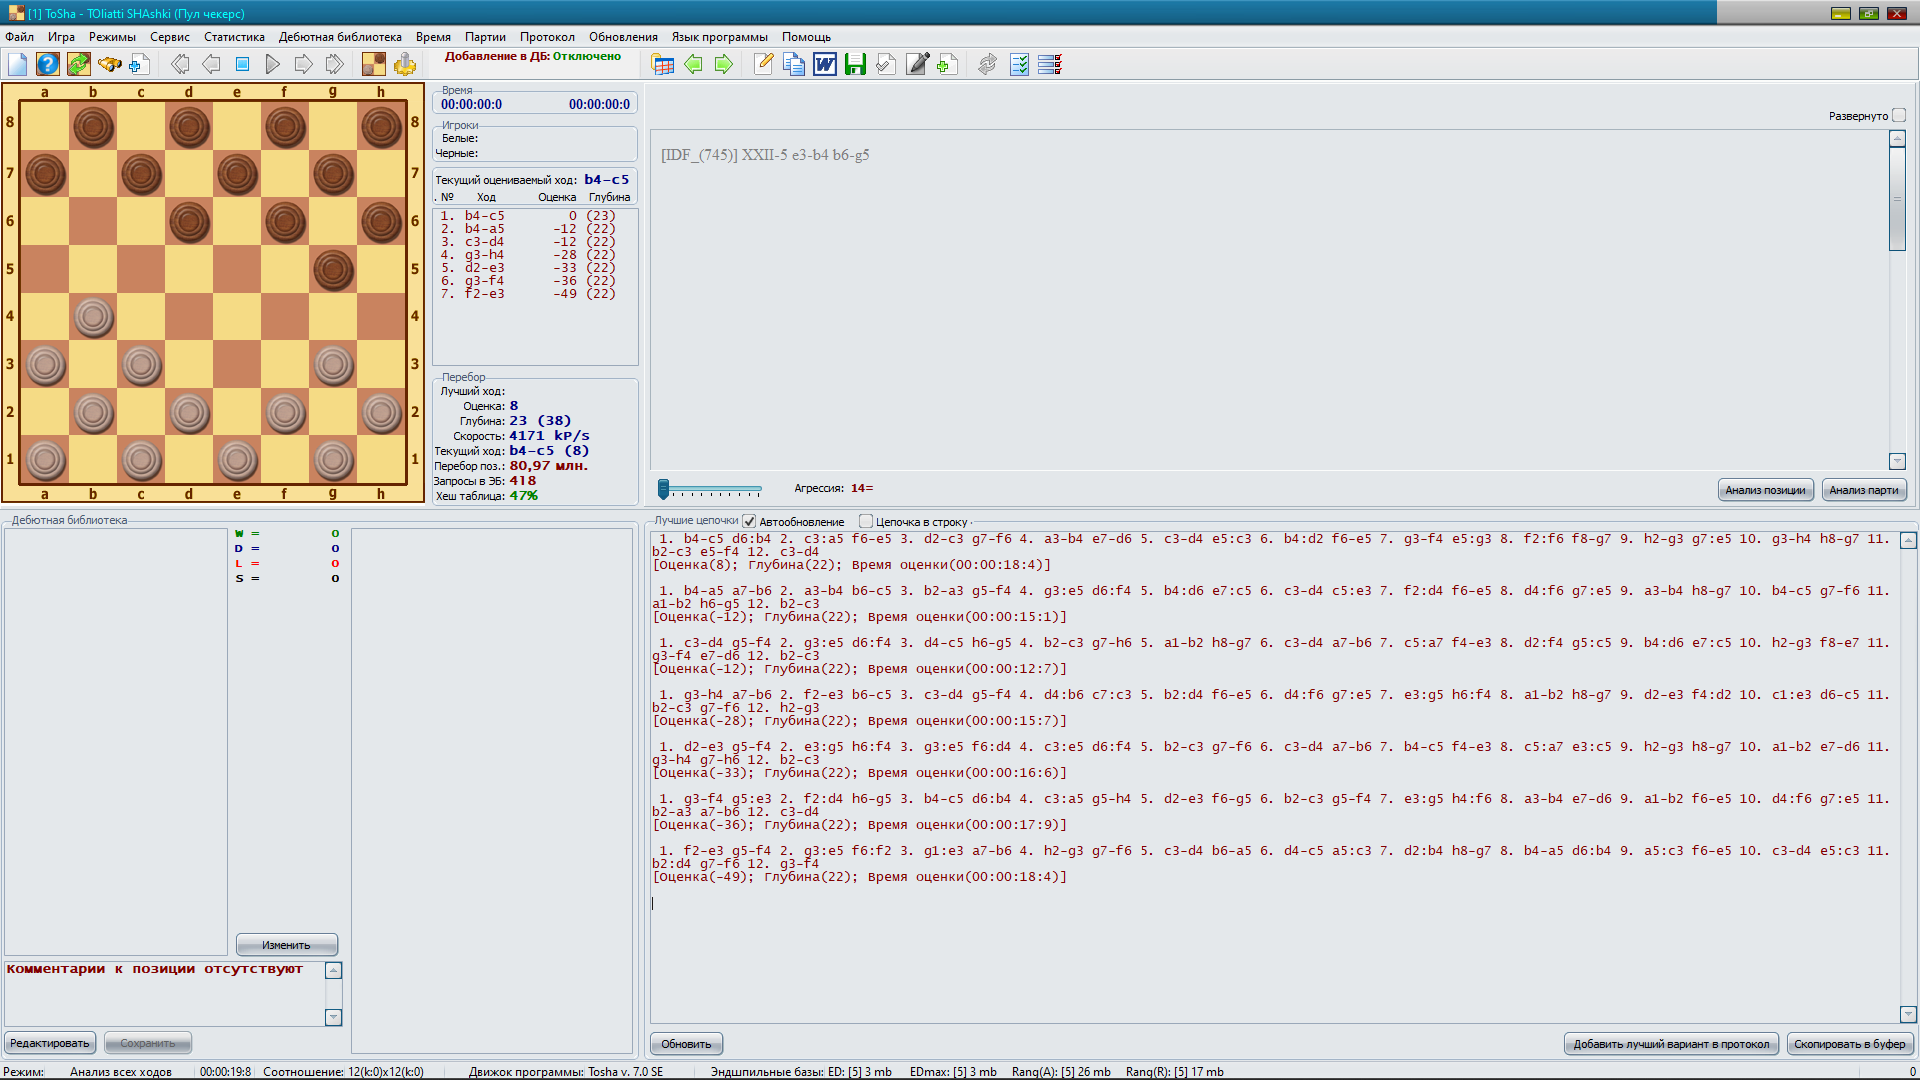 [1] ToSha - TOliatti SHAshki (Пул чекерс)
Файл Игра Режимы Сервис Статистика Дебютная библиотека Время Партии Протокол Обновления Язык программы Помощь
Добавление в ДБ: Отключено
a b c d e f g h
8 8
7 7
6 6
5 5
4 4
3 3
2 2
1 1
a b c d e f g h
Время
00:00:00:0 00:00:00:0
Игроки
Белые:
Черные:
Текущий оцениваемый ход: b4-c5
. № Ход Оценка Глубина
1. b4-c5 0 (23)
2. b4-a5 -12 (22)
3. c3-d4 -12 (22)
4. g3-h4 -28 (22)
5. d2-e3 -33 (22)
6. g3-f4 -36 (22)
7. f2-e3 -49 (22)
Перебор
Лучший ход:
Оценка: 8
Глубина: 23 (38)
Скорость: 4171 kP/s
Текущий ход: b4-c5 (8)
Перебор поз.: 80,97 млн.
Запросы в ЭБ: 418
Хеш таблица: 47%
Развернуто
[IDF_(745)] XXII-5 e3-b4 b6-g5
Агрессия: 14=
Анализ позиции Анализ парти
Дебютная библиотека
W = 0
D = 0
L = 0
S = 0
Изменить
Комментарии к позиции отсутствуют
Редактировать Сохранить
Лучшие цепочки Автообновление Цепочка в строку
1. b4-c5 d6:b4 2. c3:a5 f6-e5 3. d2-c3 g7-f6 4. a3-b4 e7-d6 5. c3-d4 e5:c3 6. b4:d2 f6-e5 7. g3-f4 e5:g3 8. f2:f6 f8-g7 9. h2-g3 g7:e5 10. g3-h4 h8-g7 11.
b2-c3 e5-f4 12. c3-d4
[Оценка(8); Глубина(22); Время оценки(00:00:18:4)]
1. b4-a5 a7-b6 2. a3-b4 b6-c5 3. b2-a3 g5-f4 4. g3:e5 d6:f4 5. b4:d6 e7:c5 6. c3-d4 c5:e3 7. f2:d4 f6-e5 8. d4:f6 g7:e5 9. a3-b4 h8-g7 10. b4-c5 g7-f6 11.
a1-b2 h6-g5 12. b2-c3
[Оценка(-12); Глубина(22); Время оценки(00:00:15:1)]
1. c3-d4 g5-f4 2. g3:e5 d6:f4 3. d4-c5 h6-g5 4. b2-c3 g7-h6 5. a1-b2 h8-g7 6. c3-d4 a7-b6 7. c5:a7 f4-e3 8. d2:f4 g5:c5 9. b4:d6 e7:c5 10. h2-g3 f8-e7 11.
g3-f4 e7-d6 12. b2-c3
[Оценка(-12); Глубина(22); Время оценки(00:00:12:7)]
1. g3-h4 a7-b6 2. f2-e3 b6-c5 3. c3-d4 g5-f4 4. d4:b6 c7:c3 5. b2:d4 f6-e5 6. d4:f6 g7:e5 7. e3:g5 h6:f4 8. a1-b2 h8-g7 9. d2-e3 f4:d2 10. c1:e3 d6-c5 11.
b2-c3 g7-f6 12. h2-g3
[Оценка(-28); Глубина(22); Время оценки(00:00:15:7)]
1. d2-e3 g5-f4 2. e3:g5 h6:f4 3. g3:e5 f6:d4 4. c3:e5 d6:f4 5. b2-c3 g7-f6 6. c3-d4 a7-b6 7. b4-c5 f4-e3 8. c5:a7 e3:c5 9. h2-g3 h8-g7 10. a1-b2 e7-d6 11.
g3-h4 g7-h6 12. b2-c3
[Оценка(-33); Глубина(22); Время оценки(00:00:16:6)]
1. g3-f4 g5:e3 2. f2:d4 h6-g5 3. b4-c5 d6:b4 4. c3:a5 g5-h4 5. d2-e3 f6-g5 6. b2-c3 g5-f4 7. e3:g5 h4:f6 8. a3-b4 e7-d6 9. a1-b2 f6-e5 10. d4:f6 g7:e5 11.
b2-a3 a7-b6 12. c3-d4
[Оценка(-36); Глубина(22); Время оценки(00:00:17:9)]
1. f2-e3 g5-f4 2. g3:e5 f6:f2 3. g1:e3 a7-b6 4. h2-g3 g7-f6 5. c3-d4 b6-a5 6. d4-c5 a5:c3 7. d2:b4 h8-g7 8. b4-a5 d6:b4 9. a5:c3 f6-e5 10. c3-d4 e5:c3 11.
b2:d4 g7-f6 12. g3-f4
[Оценка(-49); Глубина(22); Время оценки(00:00:18:4)]
Обновить Добавить лучший вариант в протокол Скопировать в буфер
Режим: Анализ всех ходов 00:00:19:8 Соотношение: 12(k:0)x12(k:0) Движок программы: Tosha v. 7.0 SE Эндшпильные базы: ED: [5] 3 mb EDmax: [5] 3 mb Rang(A): [5] 26 mb Rang(R): [5] 17 mb 0